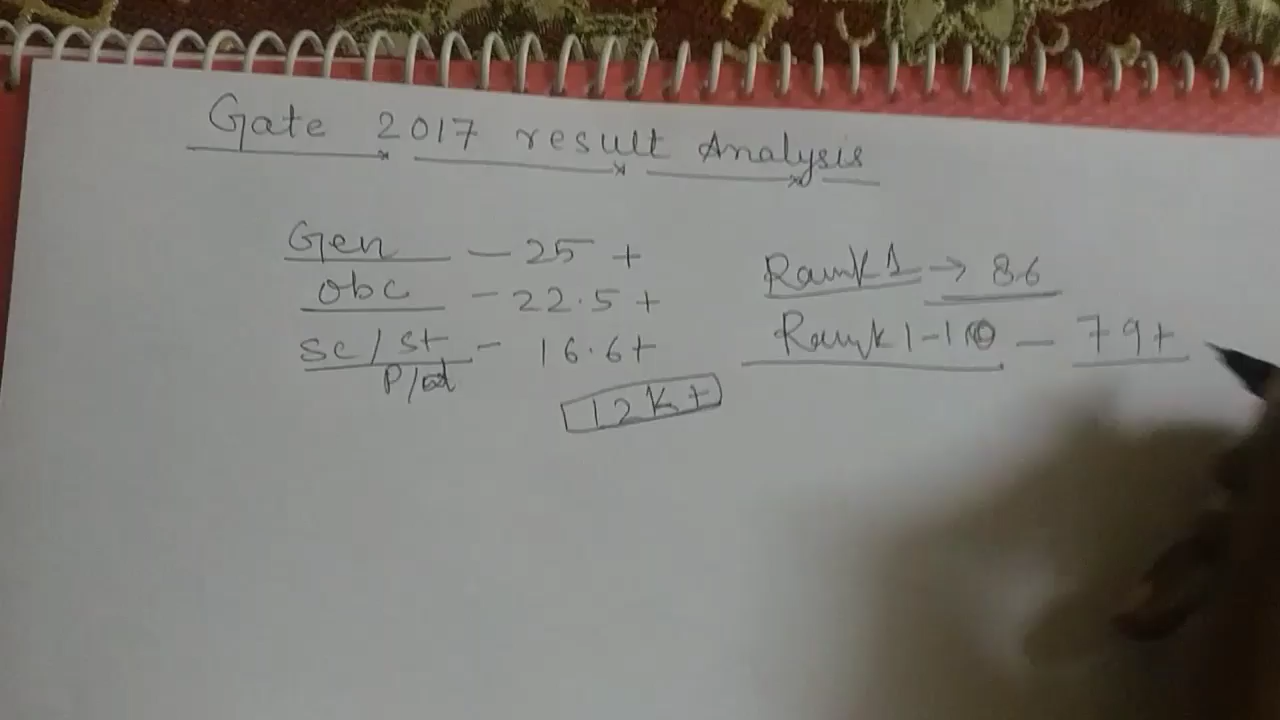 Gate 2017 result Analysis
Gen - 25 +
obc - 22.5 +
SC / St - 16.6+
12K+
Rank 1 → 86
Rank 1-10 - 79+